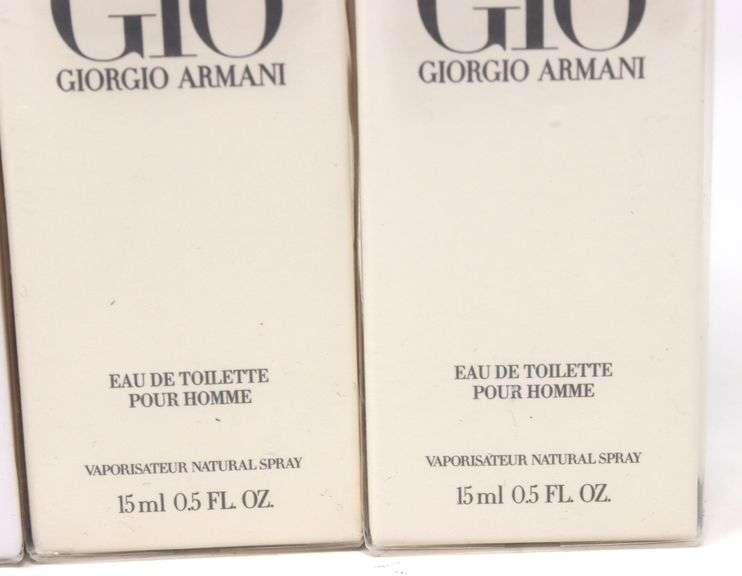 GIO
GIORGIO ARMANI
EAU DE TOILETTE
POUR HOMME
VAPORISATEUR NATURAL SPRAY
15 ml 0.5 FL. OZ.
GIO
GIORGIO ARMANI
EAU DE TOILETTE
POUR HOMME
VAPORISATEUR NATURAL SPRAY
15 ml 0.5 FL. OZ.